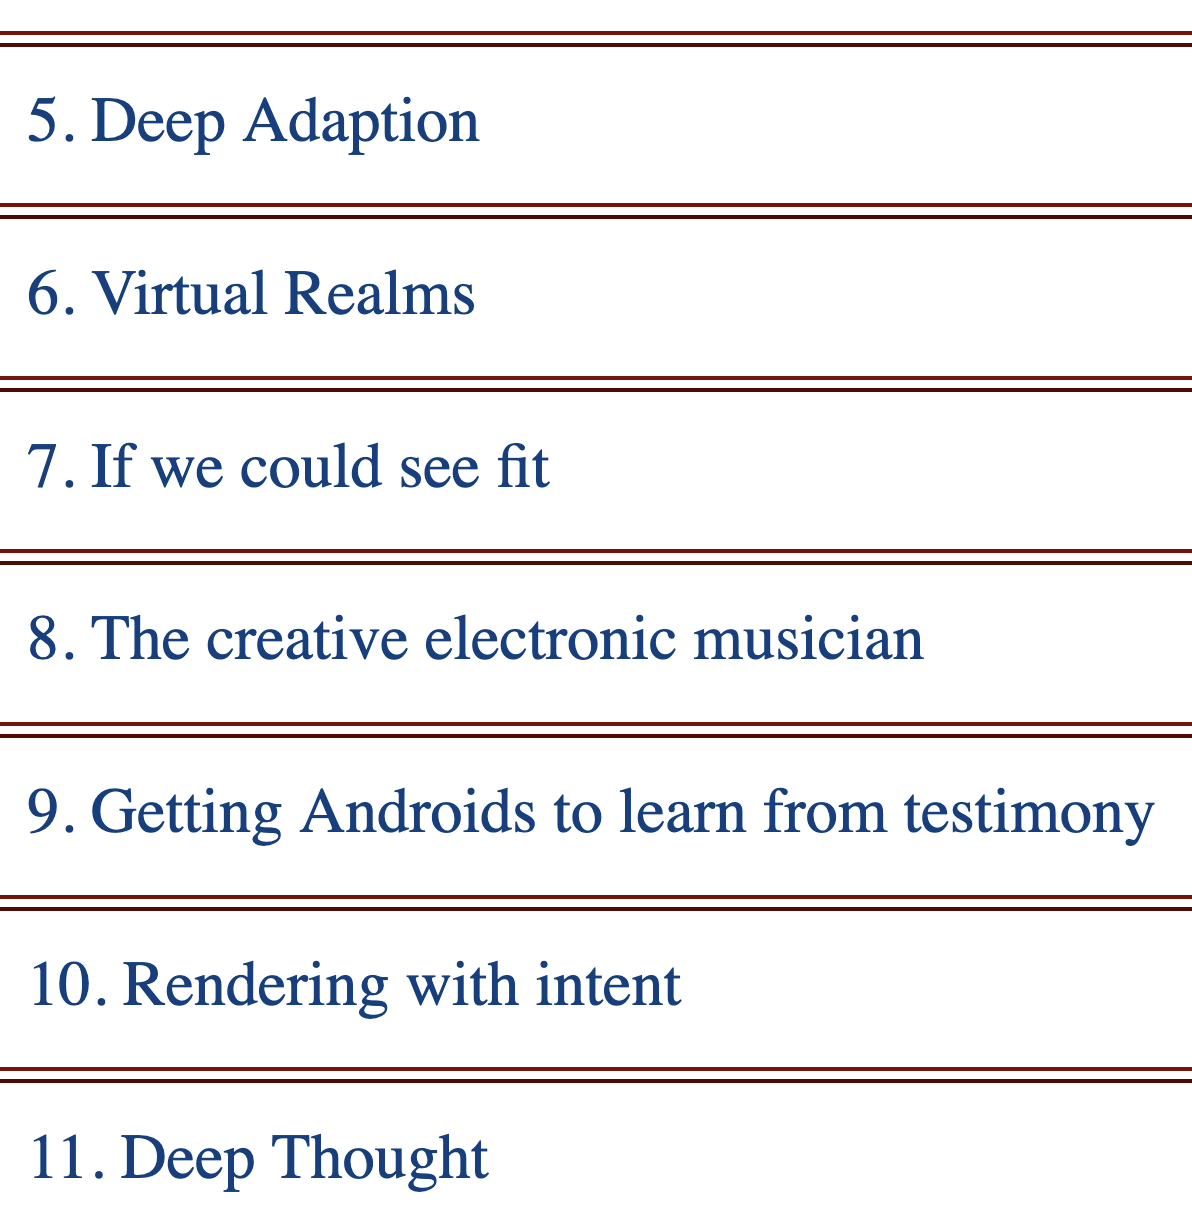 5. Deep Adaption
6. Virtual Realms
7. If we could see fit
8. The creative electronic musician
9. Getting Androids to learn from testimony
10. Rendering with intent
11. Deep Thought